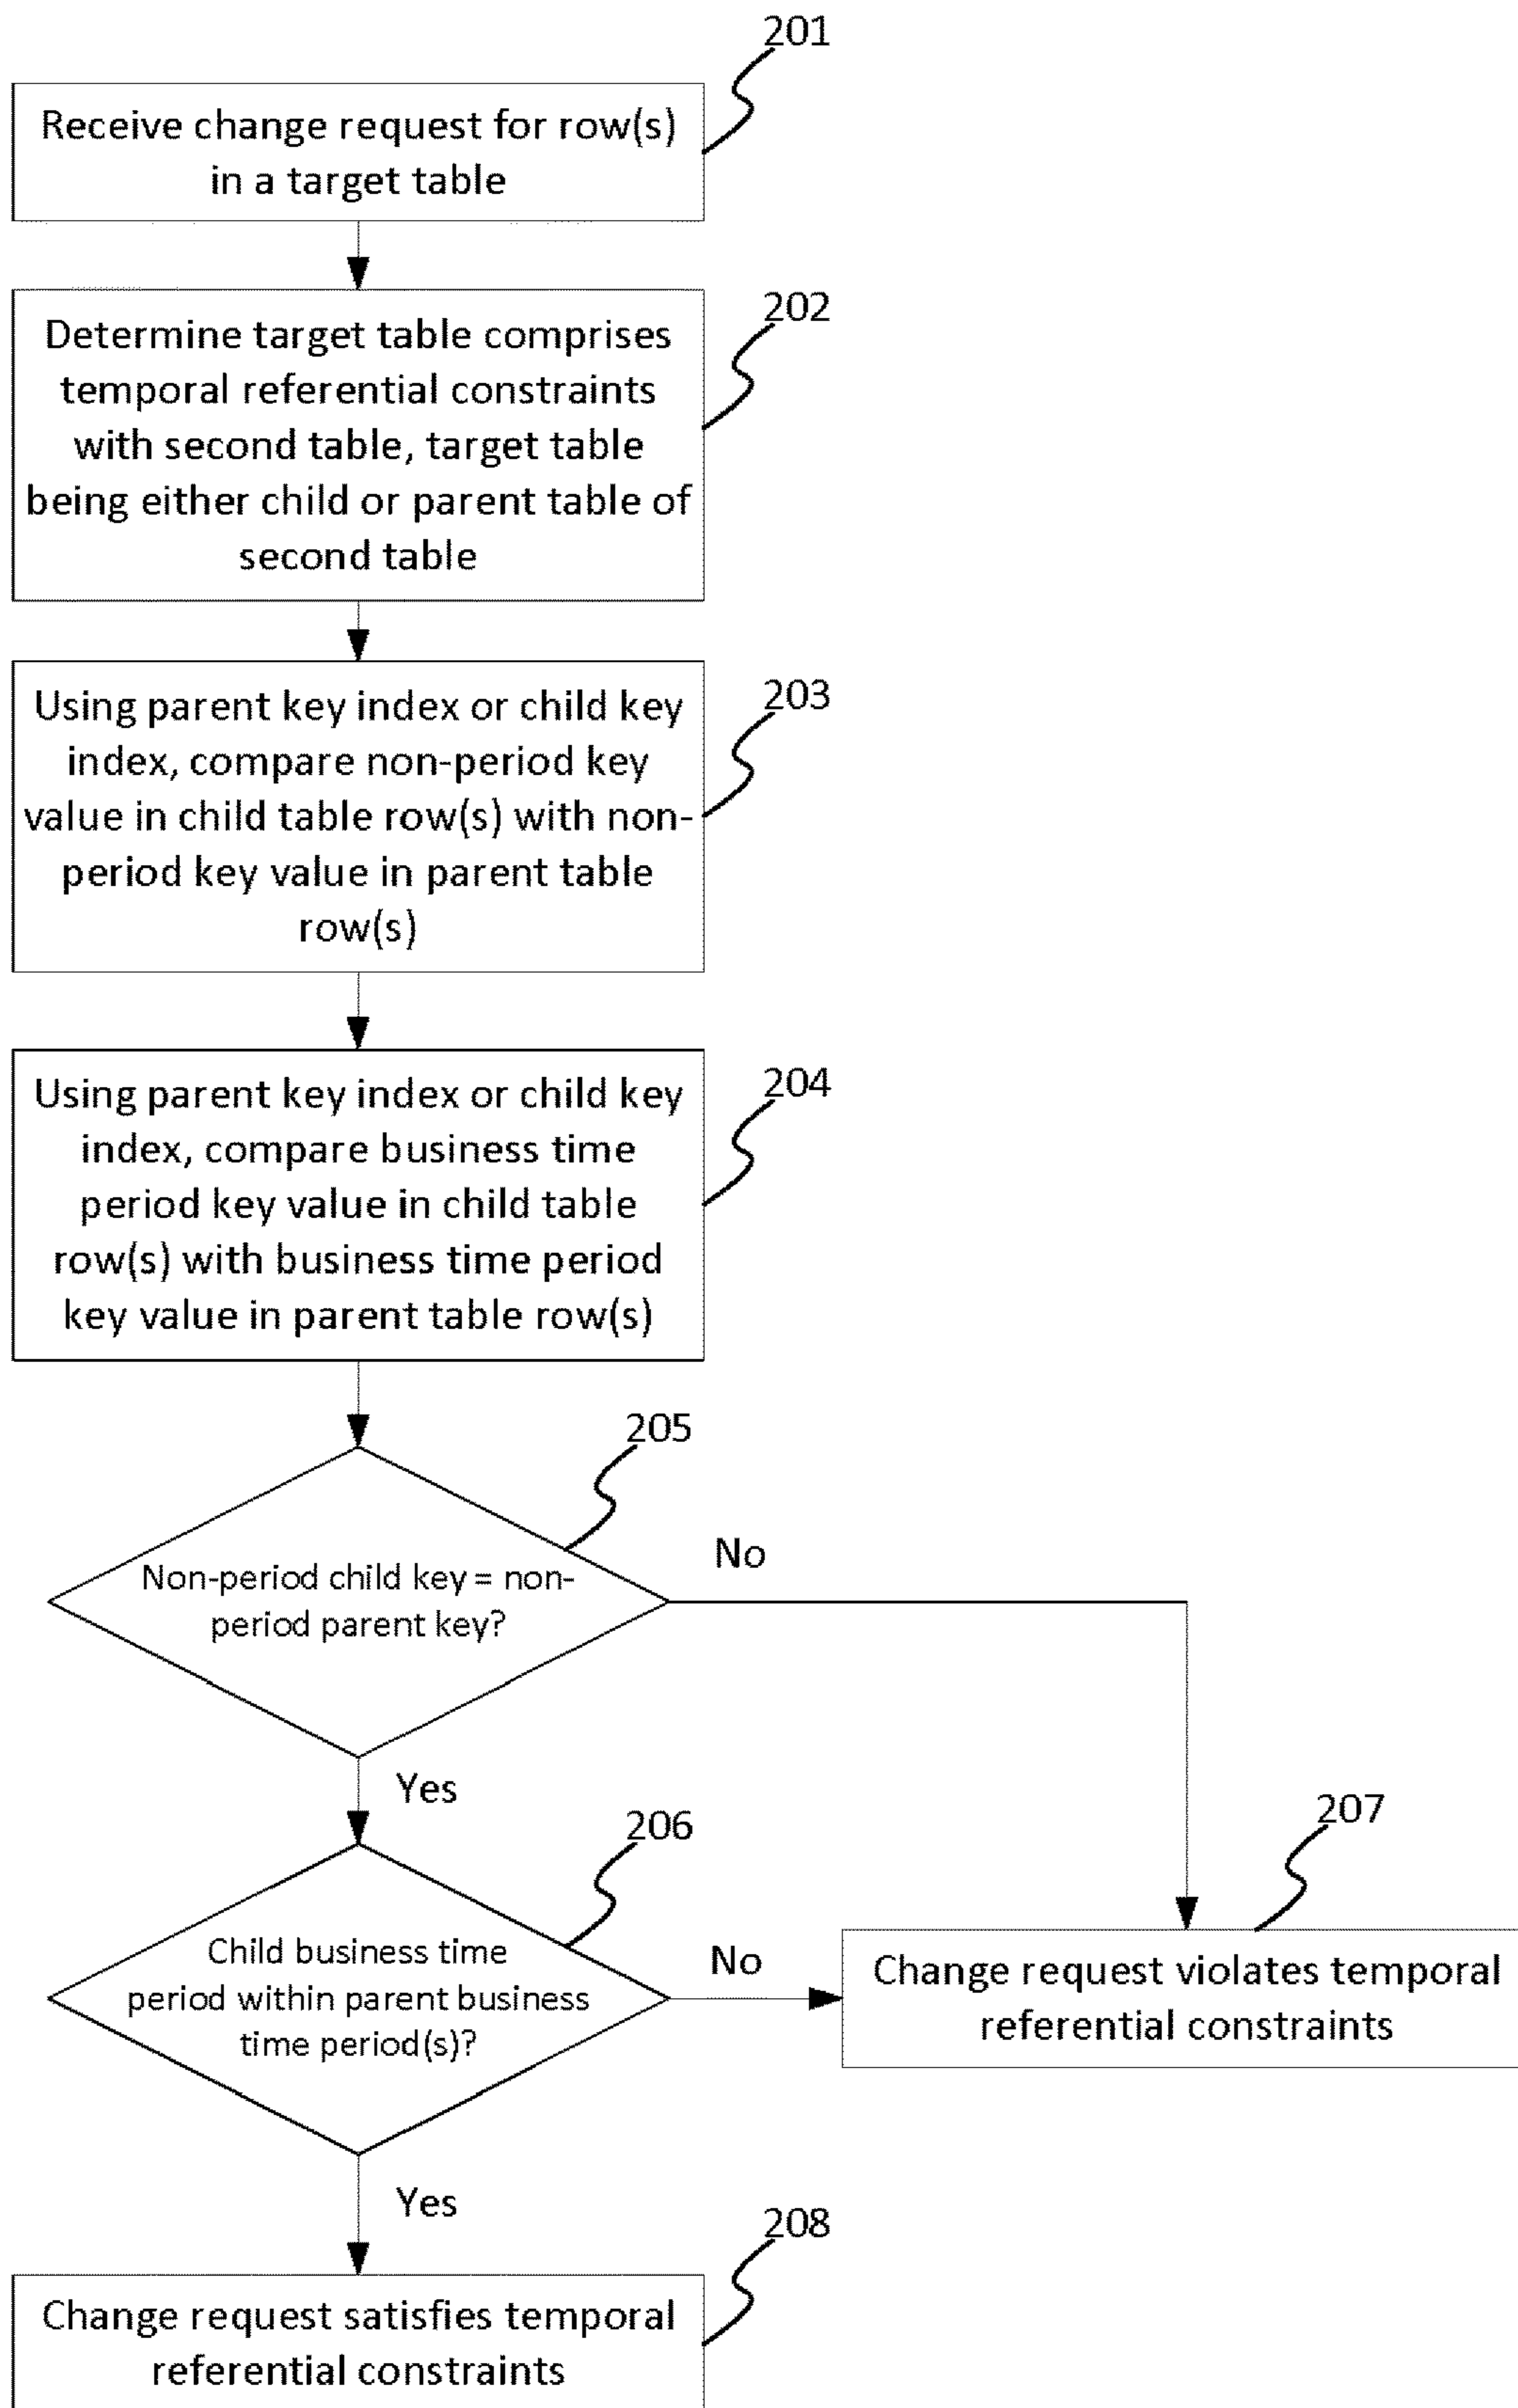 201
Receive change request for row(s)
in a target table
202
Determine target table comprises
temporal referential constraints
with second table, target table
being either child or parent table of
second table
203
Using parent key index or child key
index, compare non-period key
value in child table row(s) with non-
period key value in parent table
row(s)
204
Using parent key index or child key
index, compare business time
period key value in child table
row(s) with business time period
key value in parent table row(s)
205
Non-period child key = non-
period parent key?
No
Yes
206
Child business time
period within parent business
time period(s)?
No
207
Change request violates temporal
referential constraints
Yes
208
Change request satisfies temporal
referential constraints